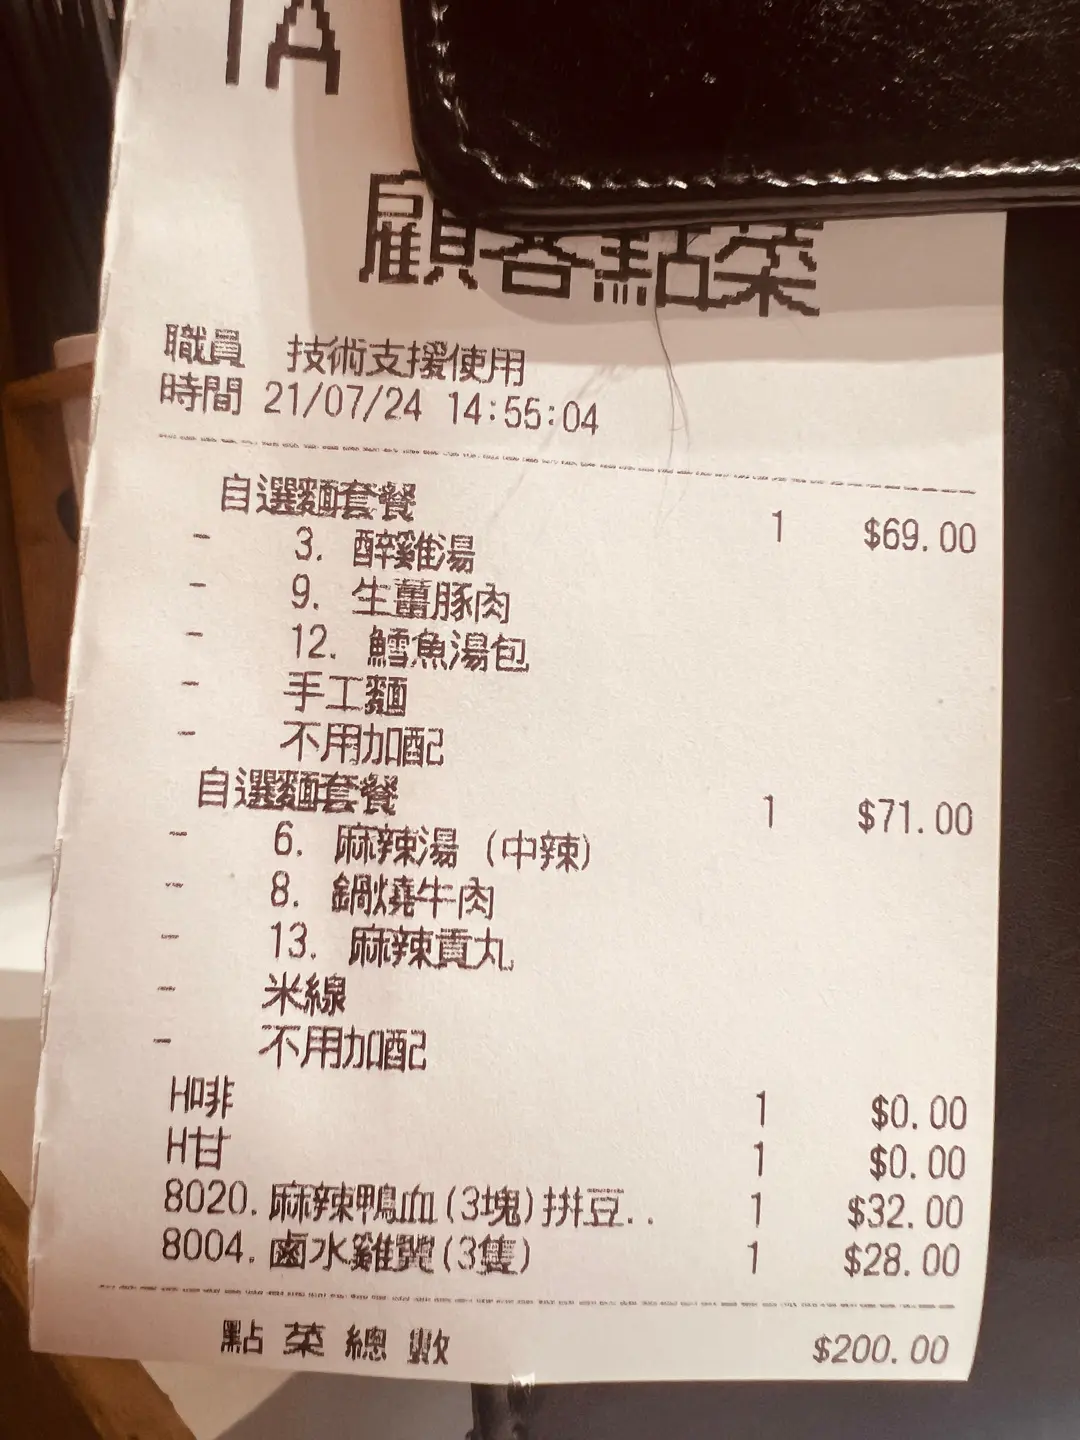 1A
顧客點菜
職員 技術支援使用
時間 21/07/24 14:55:04
自選麵套餐 1 $69.00
- 3. 醉雞湯
- 9. 生薑豚肉
- 12. 鱈魚湯包
- 手工麵
- 不用加配
自選麵套餐 1 $71.00
- 6. 麻辣湯 (中辣)
- 8. 鍋燒牛肉
- 13. 麻辣貢丸
- 米線
- 不用加配
H啡 1 $0.00
H甘 1 $0.00
8020. 麻辣鴨血(3塊)拼豆.. 1 $32.00
8004. 鹵水雞翼(3隻) 1 $28.00
點菜總數 $200.00